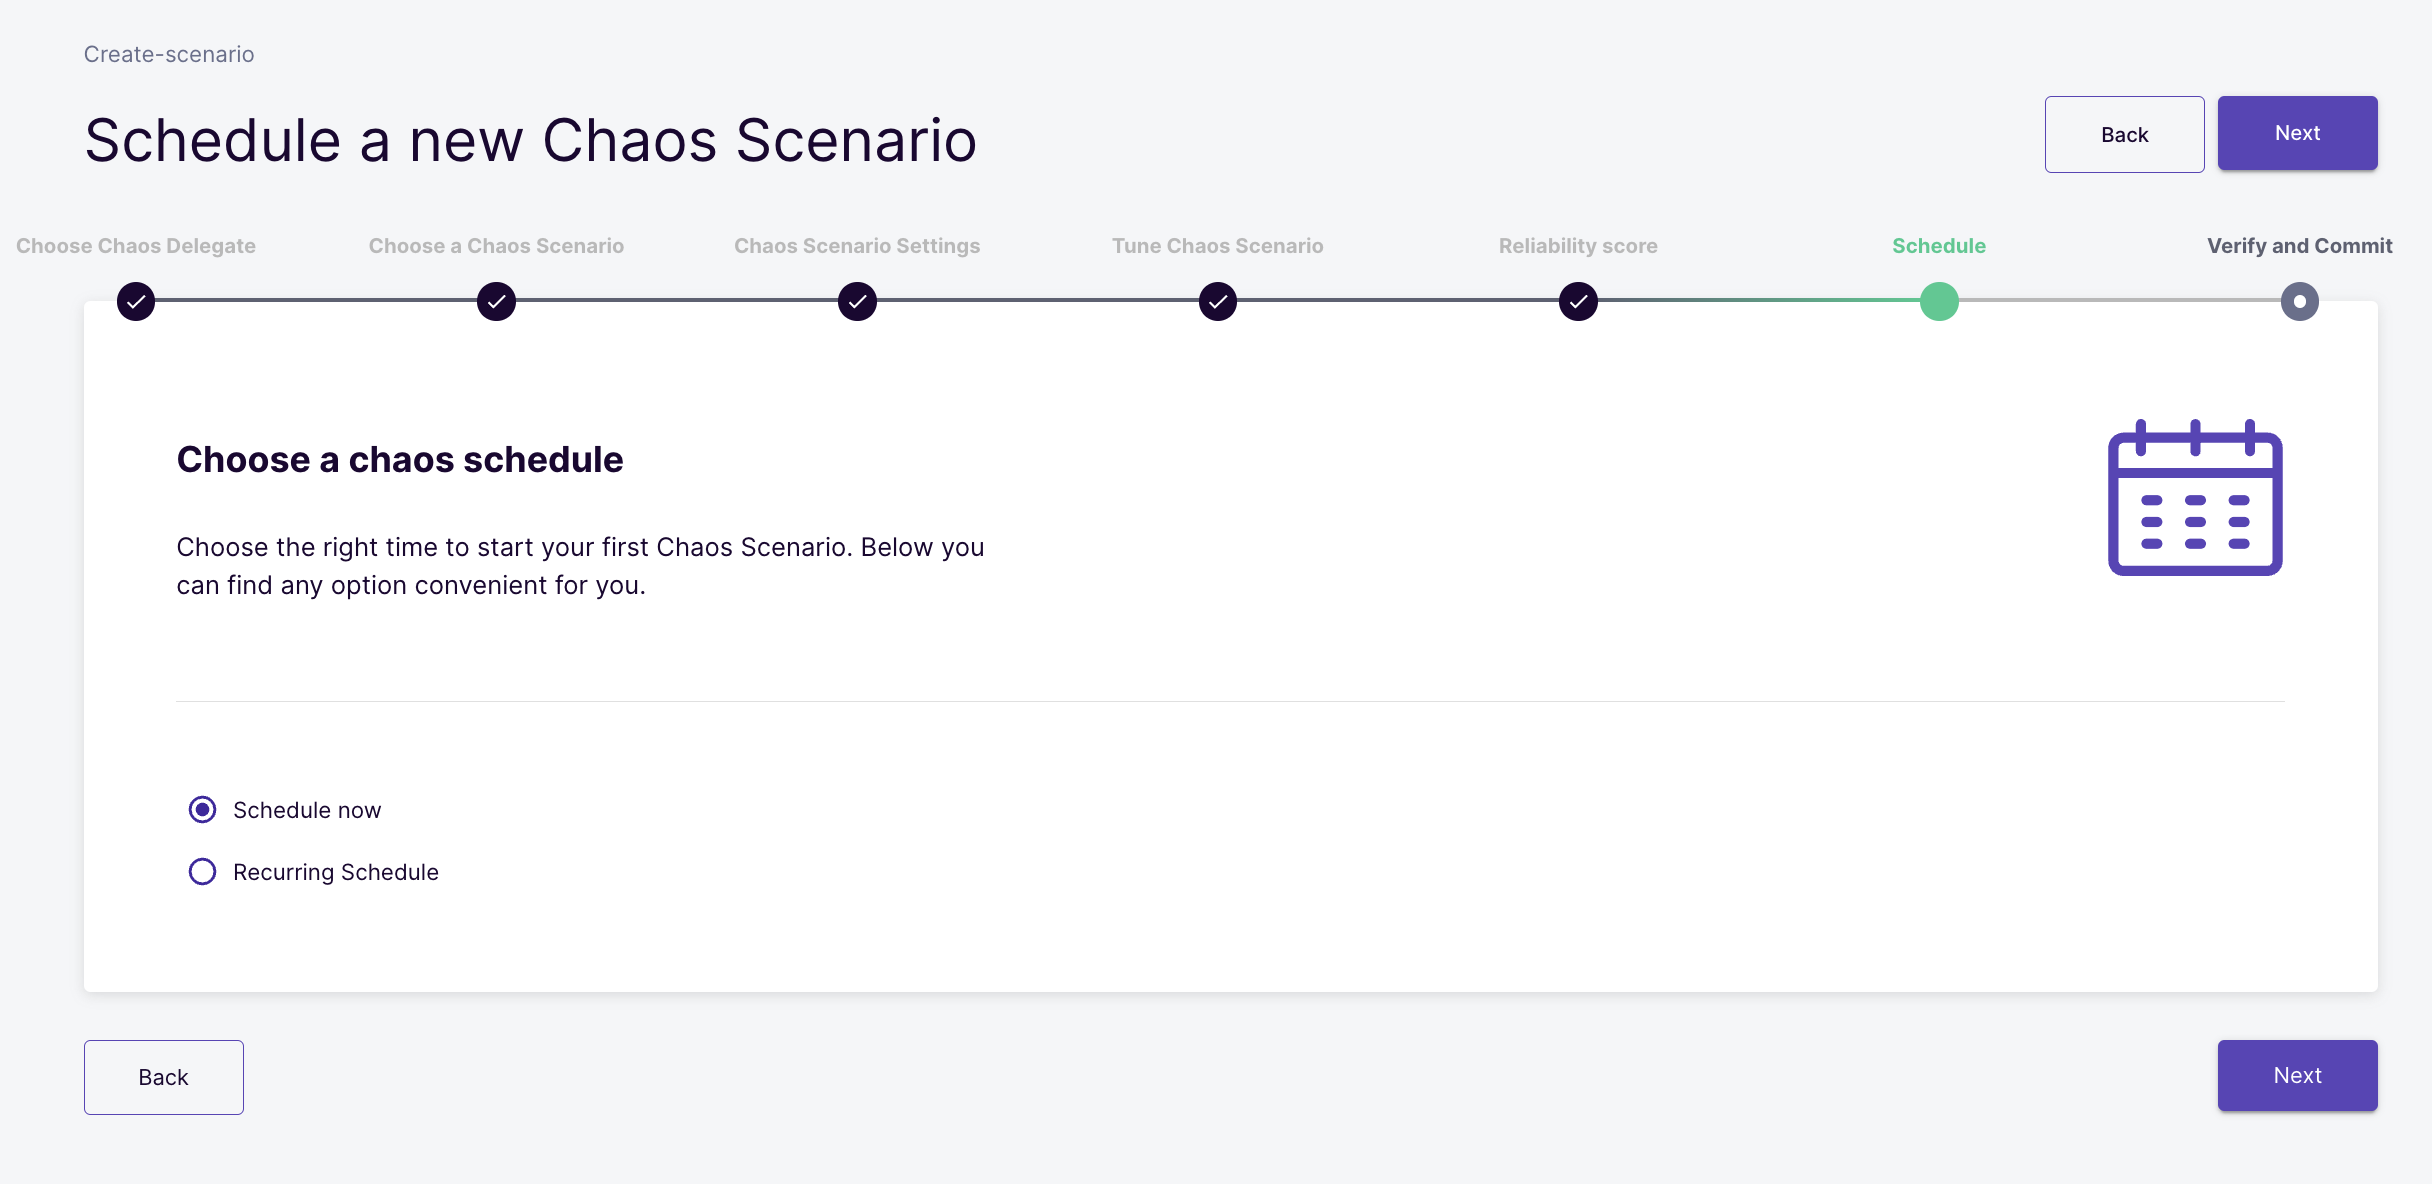 Create-scenario
Schedule a new Chaos Scenario
Back
Next
Choose Chaos Delegate
Choose a Chaos Scenario
Chaos Scenario Settings
Tune Chaos Scenario
Reliability score
Schedule
Verify and Commit
Choose a chaos schedule
Choose the right time to start your first Chaos Scenario. Below you
can find any option convenient for you.
Schedule now
Recurring Schedule
Back
Next